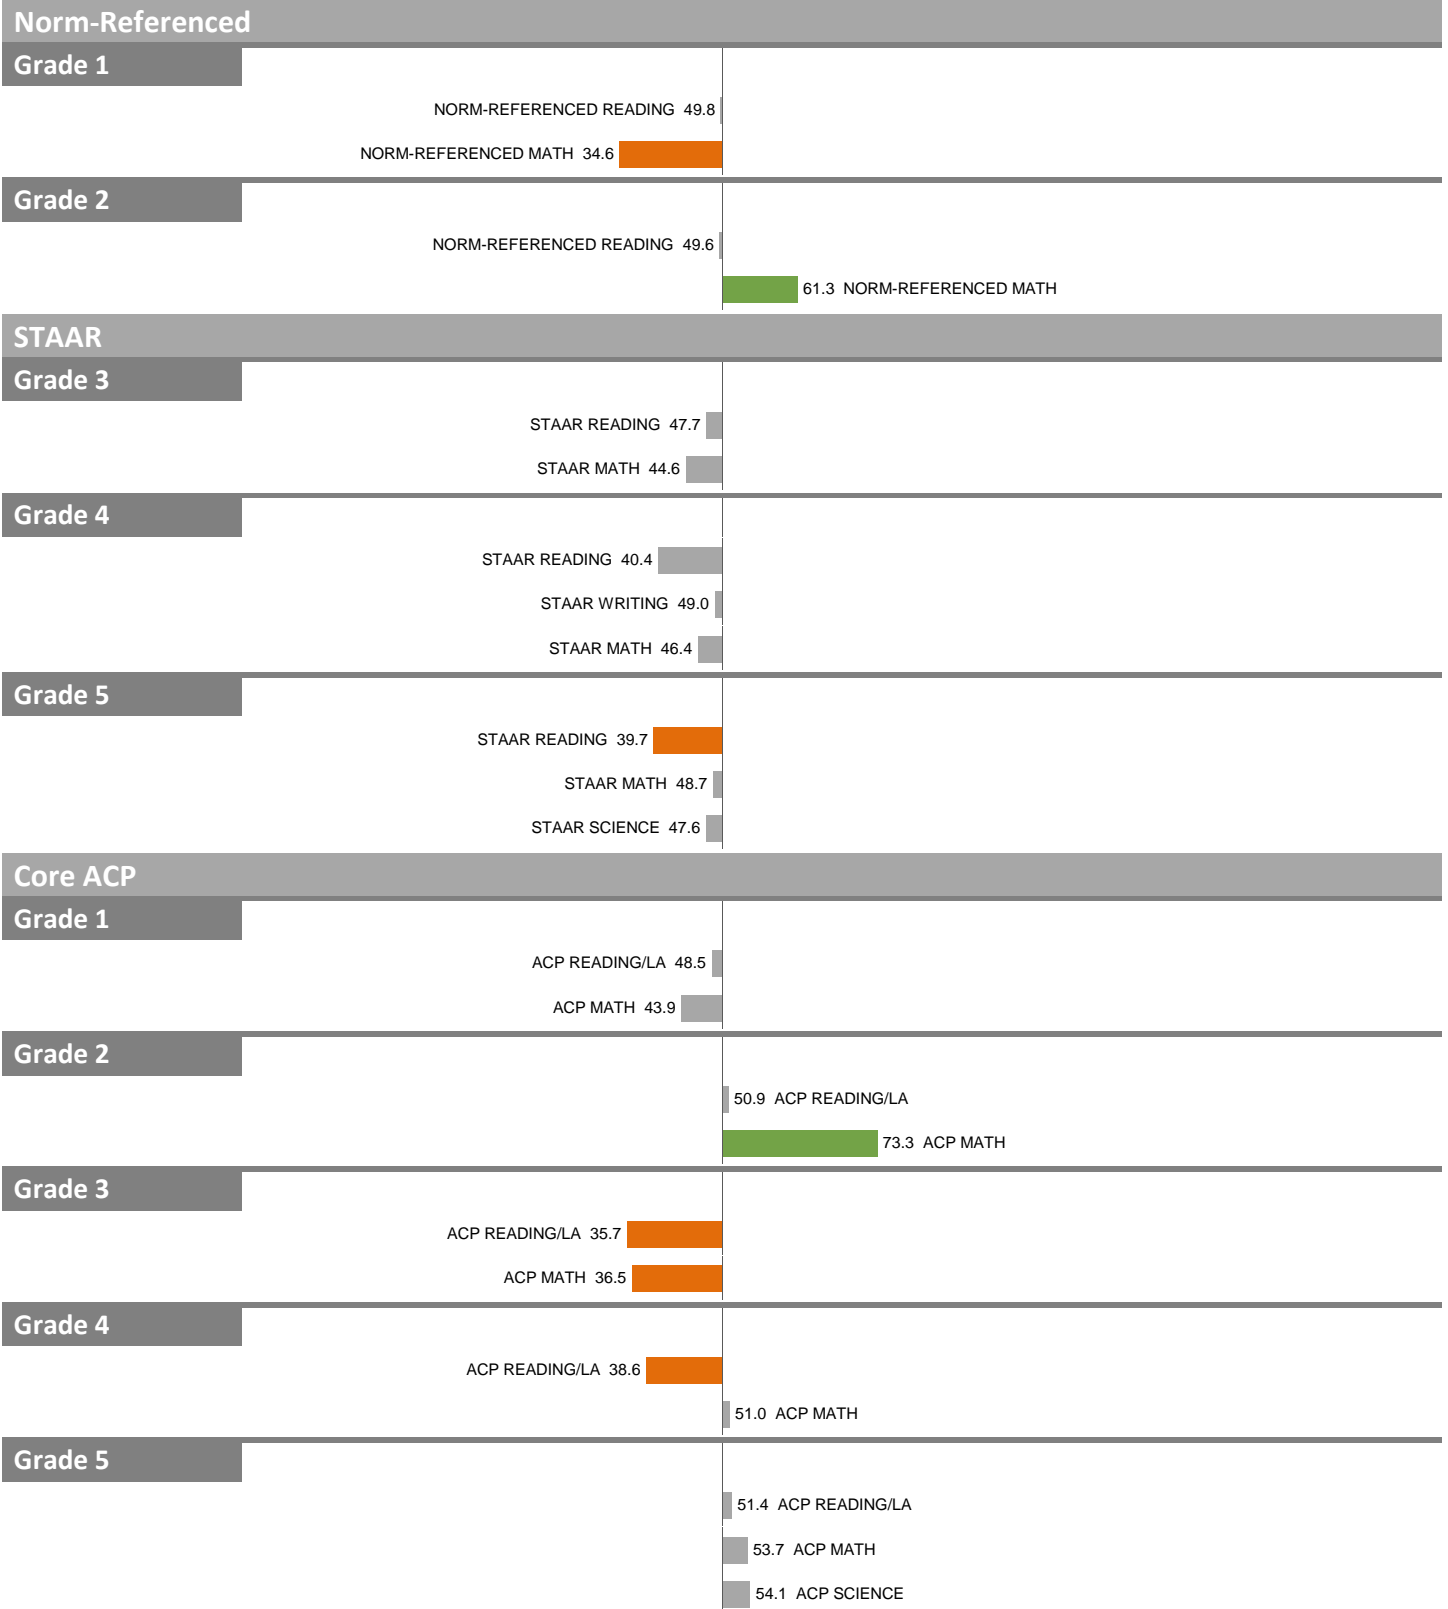 Norm-Referenced
Grade 1
NORM-REFERENCED READING 49.8
NORM-REFERENCED MATH 34.6
Grade 2
NORM-REFERENCED READING 49.6
61.3 NORM-REFERENCED MATH
STAAR
Grade 3
STAAR READING 47.7
STAAR MATH 44.6
Grade 4
STAAR READING 40.4
STAAR WRITING 49.0
STAAR MATH 46.4
Grade 5
STAAR READING 39.7
STAAR MATH 48.7
STAAR SCIENCE 47.6
Core ACP
Grade 1
ACP READING/LA 48.5
ACP MATH 43.9
Grade 2
50.9 ACP READING/LA
73.3 ACP MATH
Grade 3
ACP READING/LA 35.7
ACP MATH 36.5
Grade 4
ACP READING/LA 38.6
51.0 ACP MATH
Grade 5
51.4 ACP READING/LA
53.7 ACP MATH
54.1 ACP SCIENCE